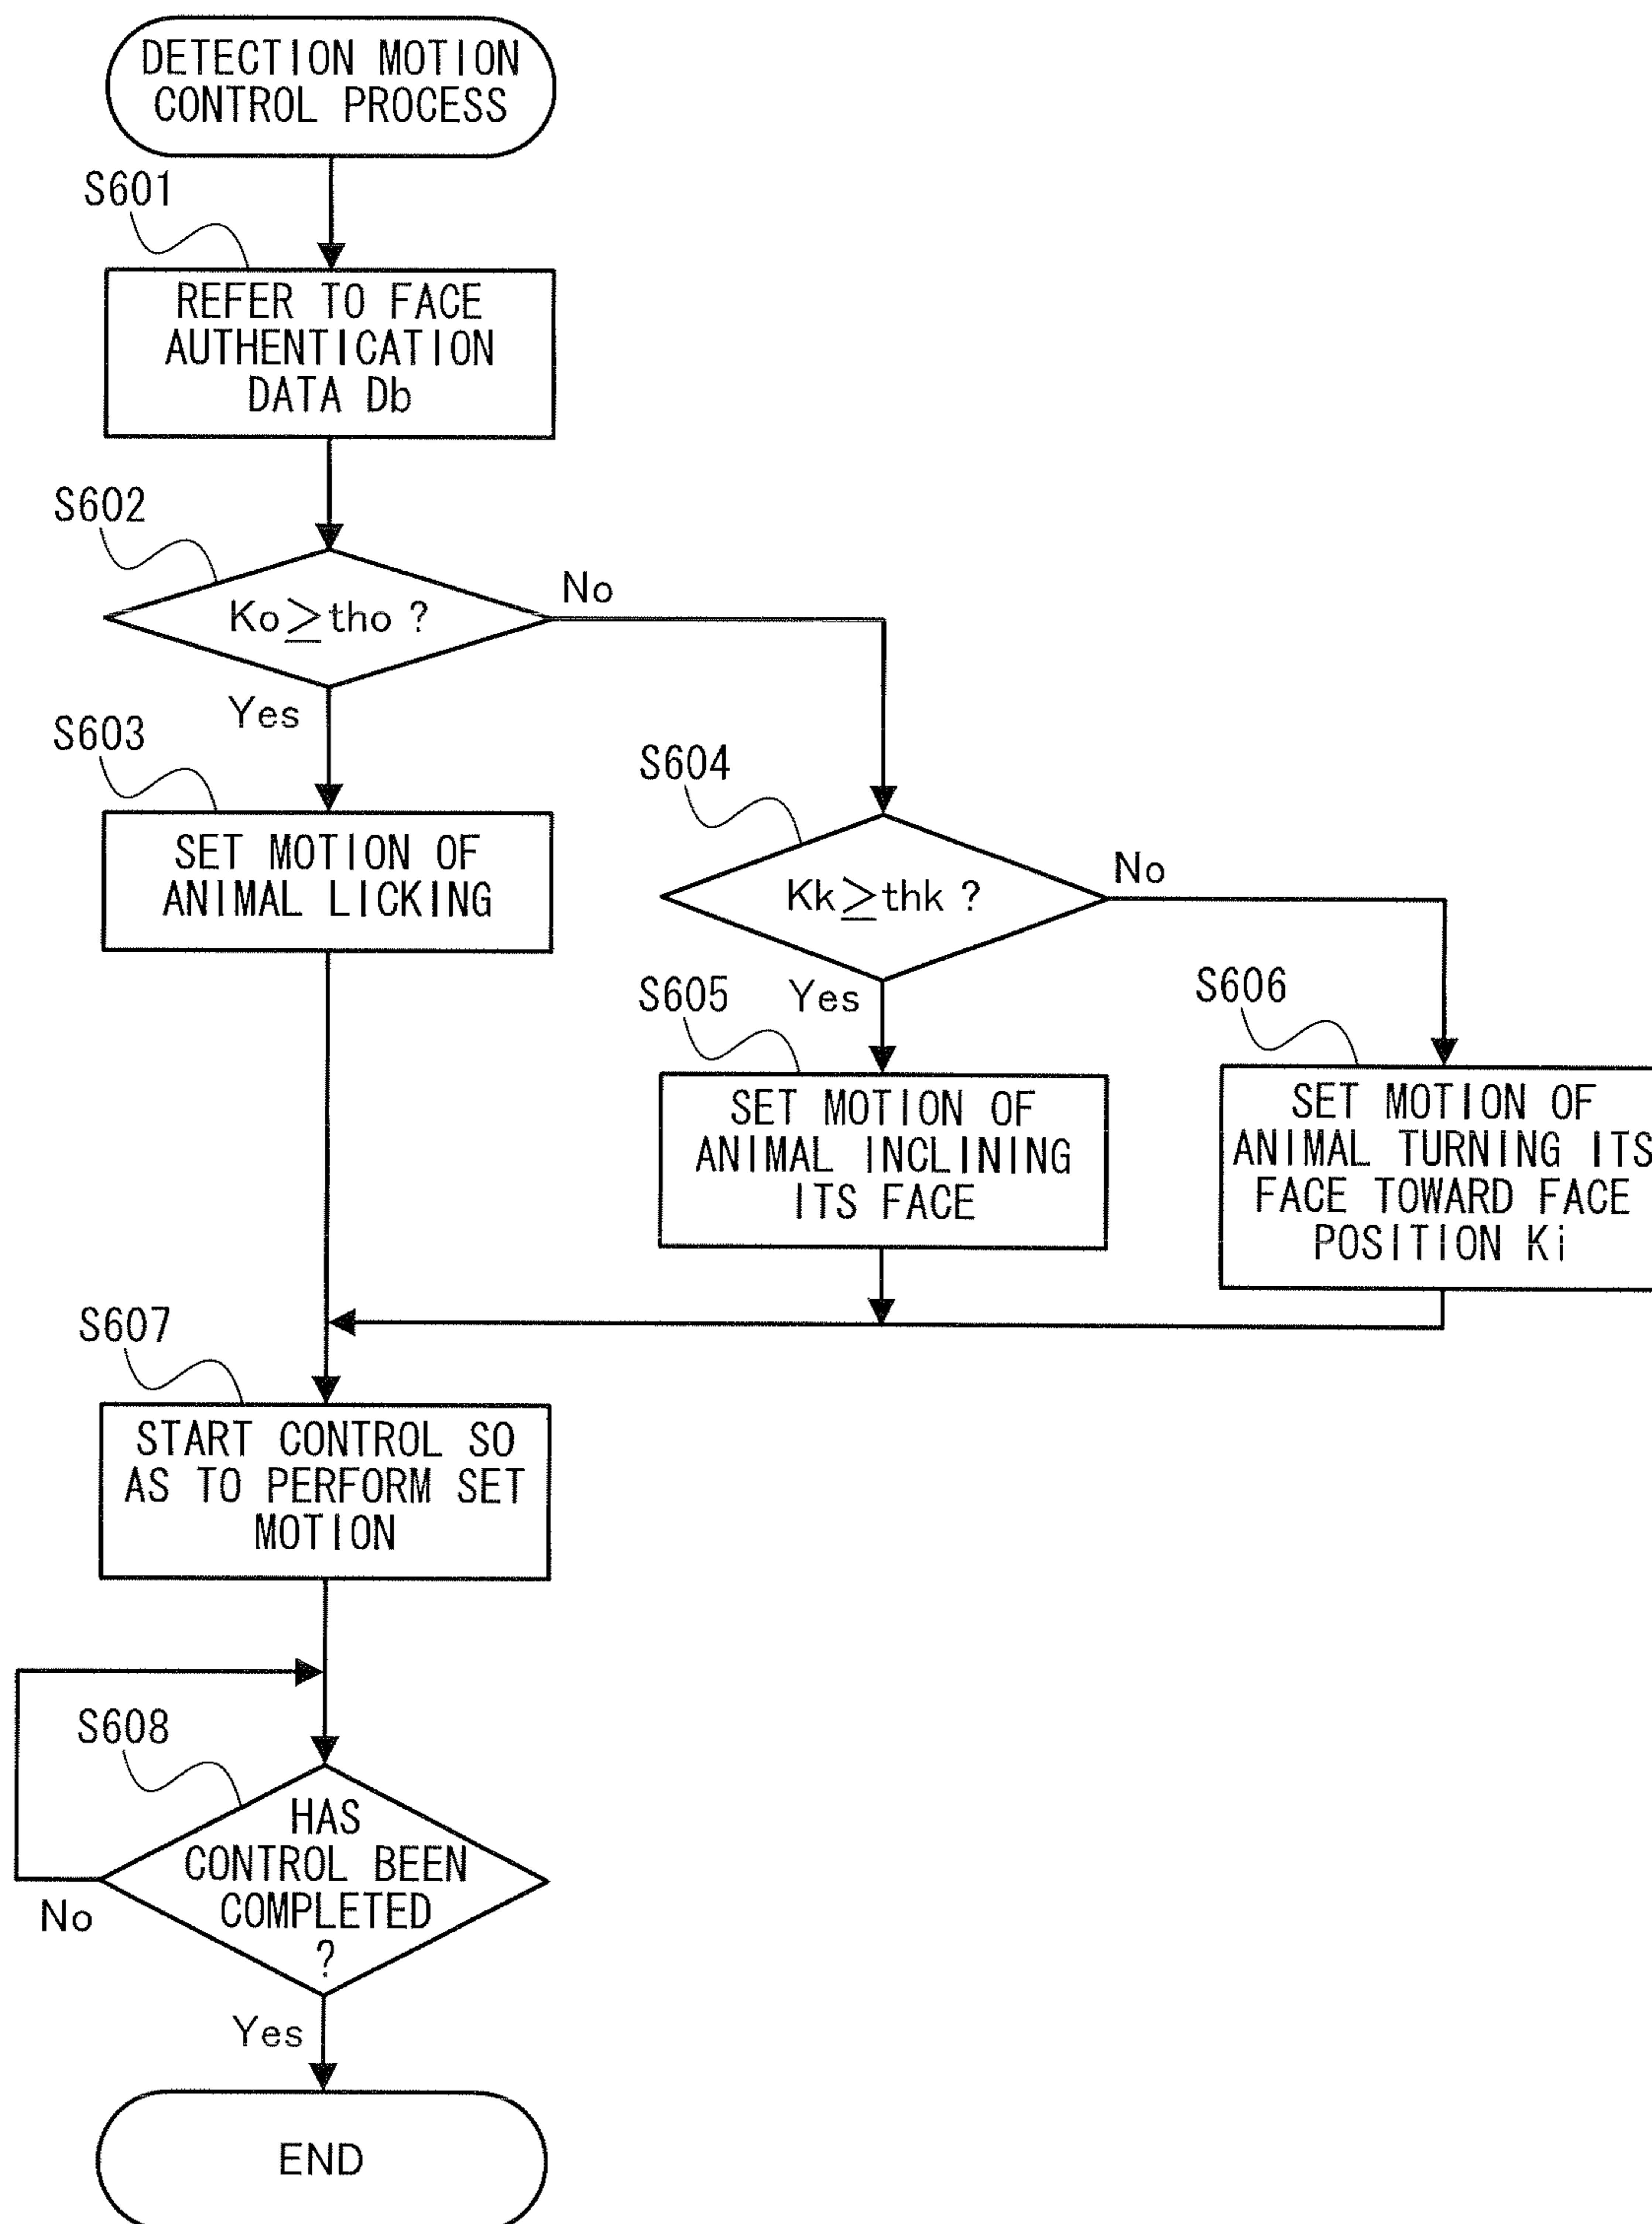 DETECTION MOTION
CONTROL PROCESS
S601
REFER TO FACE
AUTHENTICATION
DATA Db
S602
Ko≧tho ?
No
Yes
S603
SET MOTION OF
ANIMAL LICKING
S604
Kk≧thk ?
No
Yes
S605
SET MOTION OF
ANIMAL INCLINING
ITS FACE
S606
SET MOTION OF
ANIMAL TURNING ITS
FACE TOWARD FACE
POSITION Ki
S607
START CONTROL SO
AS TO PERFORM SET
MOTION
S608
HAS
CONTROL BEEN
COMPLETED
?
No
Yes
END